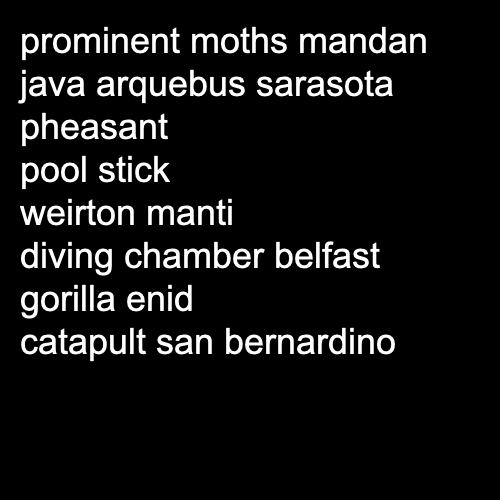 prominent moths mandan
java arquebus sarasota
pheasant
pool stick
weirton manti
diving chamber belfast
gorilla enid
catapult san bernardino